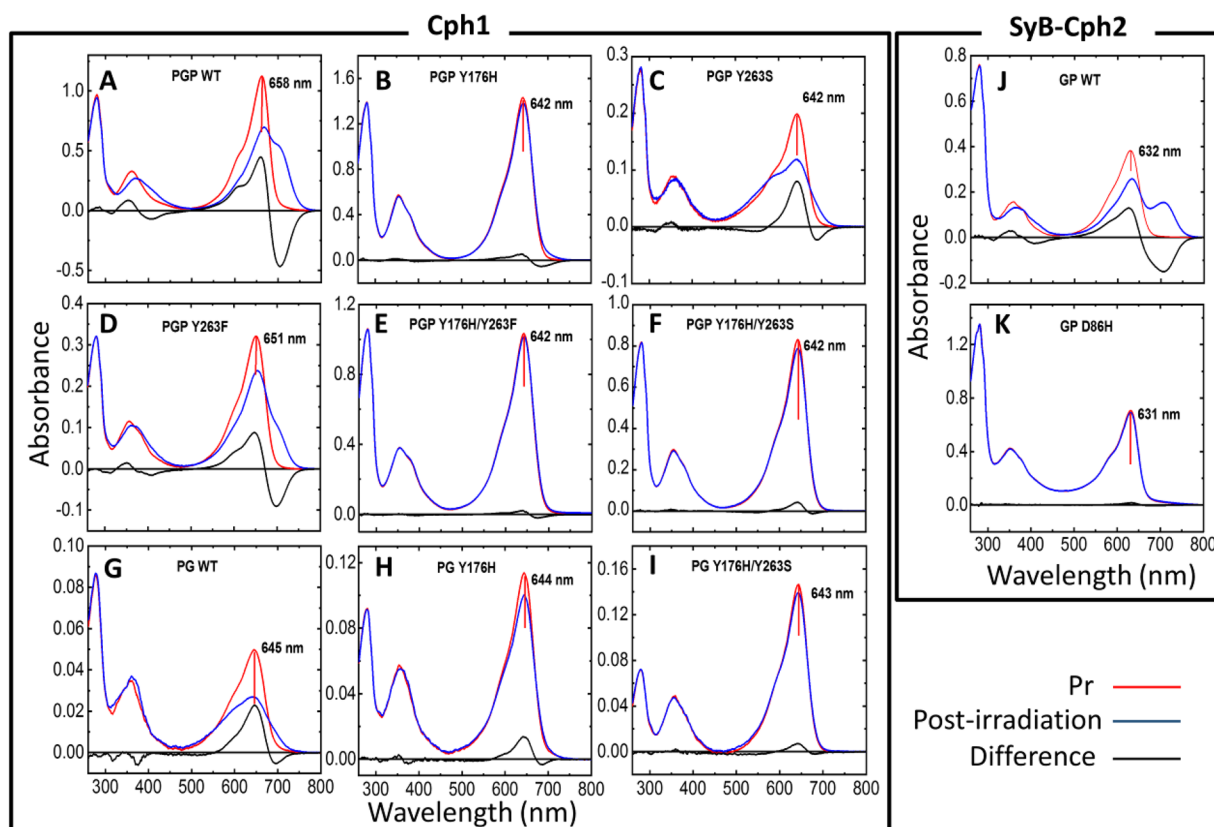 Cph1
SyB-Cph2
A
PGP WT
658 nm
1.0
0.5
0.0
-0.5
B
PGP Y176H
642 nm
1.6
1.2
0.8
0.4
0.0
C
PGP Y263S
642 nm
0.3
0.2
0.1
0.0
-0.1
J
GP WT
632 nm
0.8
0.6
0.4
0.2
0.0
-0.2
D
PGP Y263F
651 nm
0.4
0.3
0.2
0.1
0.0
-0.1
E
PGP Y176H/Y263F
642 nm
1.2
0.8
0.4
0.0
F
PGP Y176H/Y263S
642 nm
1.0
0.8
0.6
0.4
0.2
0.0
K
GP D86H
631 nm
1.2
0.8
0.4
0.0
300 400 500 600 700 800
Wavelength (nm)
G
PG WT
645 nm
0.10
0.08
0.06
0.04
0.02
0.00
300 400 500 600 700 800
H
PG Y176H
644 nm
0.12
0.08
0.04
0.00
300 400 500 600 700 800
I
PG Y176H/Y263S
643 nm
0.16
0.12
0.08
0.04
0.00
300 400 500 600 700 800
Absorbance
Absorbance
Wavelength (nm)
Wavelength (nm)
Pr
Post-irradiation
Difference